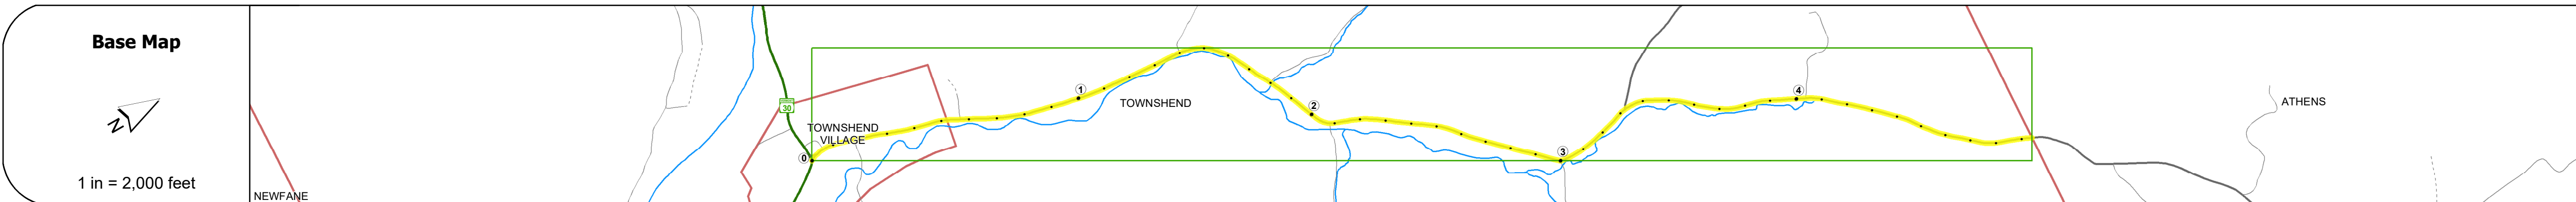 Base Map
N
1 in = 2,000 feet
NEWFANE
30
TOWNSHEND
VILLAGE
0
1
TOWNSHEND
2
3
4
ATHENS